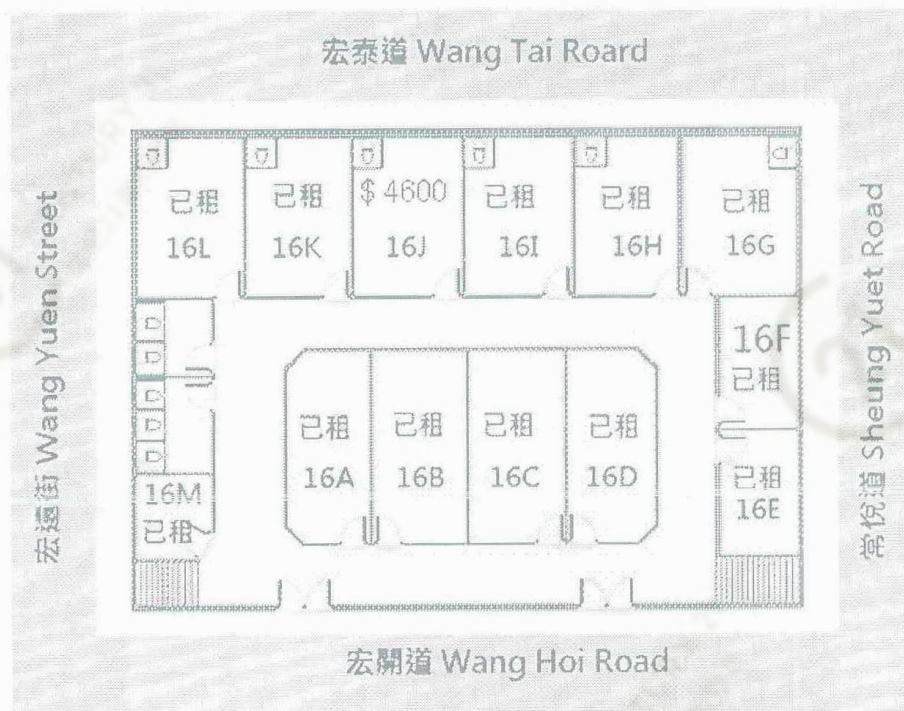 宏泰道 Wang Tai Roard
宏遠街 Wang Yuen Street
常悅道 Sheung Yuet Road
已租
16L
已租
16K
$ 4600
16J
已租
16I
已租
16H
已租
16G
16F
已租
已租
16E
已租
16A
已租
16B
已租
16C
已租
16D
16M
已租
宏開道 Wang Hoi Road